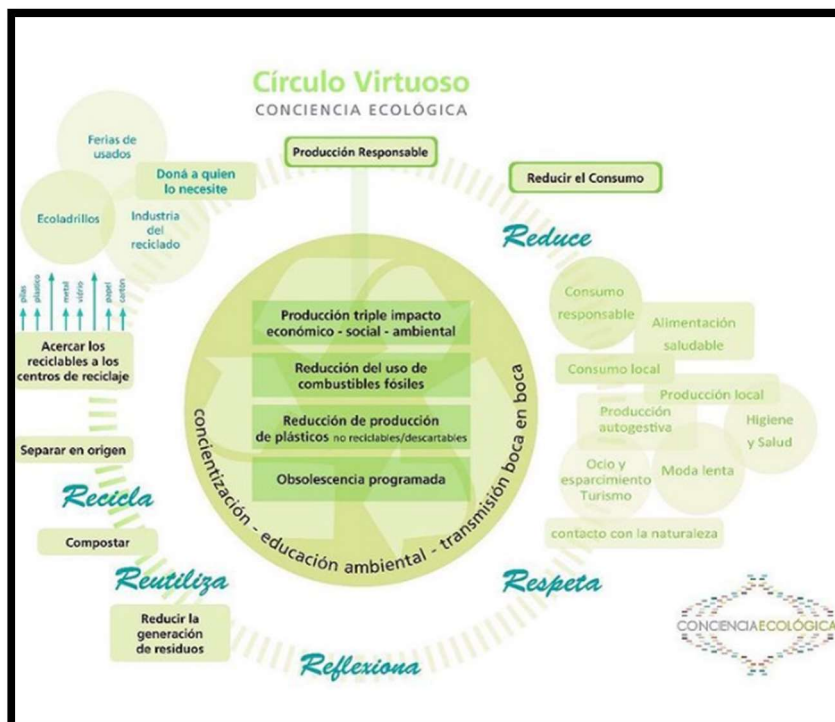 Círculo Virtuoso
CONCIENCIA ECOLÓGICA
Producción Responsable
Reducir el Consumo
Reduce
Consumo
responsable
Alimentación
saludable
Consumo local
Producción local
Producción
autogestiva
Higiene
y Salud
Ocio y
esparcimiento
Turismo
Moda lenta
contacto con la naturaleza
Respeta
Reflexiona
Reutiliza
Reducir la
generación
de residuos
Compostar
Recicla
Separar en origen
Acercar los
reciclables a los
centros de reciclaje
pilas
plástico
metal
vidrio
papel
cartón
Ecoladrillos
Industria
del
reciclado
Ferias de
usados
Doná a quien
lo necesite
Producción triple impacto
económico - social - ambiental
Reducción del uso de
combustibles fósiles
Reducción de producción
de plásticos no reciclables/descartables
Obsolescencia programada
concientización - educación ambiental - transmisión boca en boca
CONCIENCIAECOLÓGICA